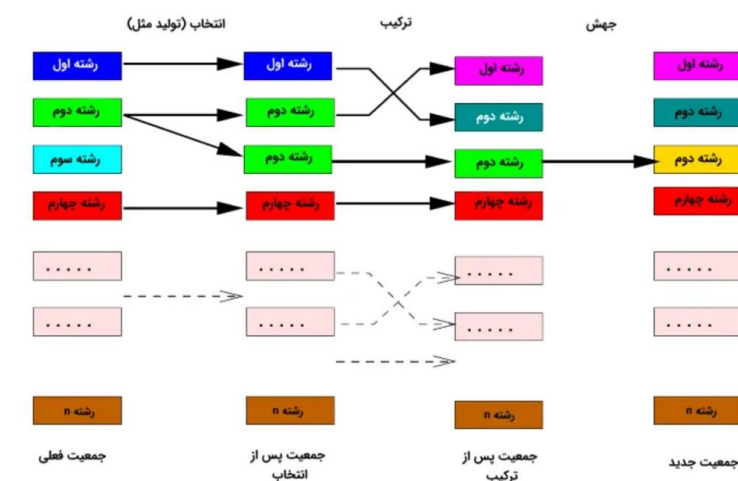 انتخاب (تولید مثل)
ترکیب
جهش
رشته اول
رشته اول
رشته اول
رشته اول
رشته دوم
رشته دوم
رشته دوم
رشته دوم
رشته سوم
رشته دوم
رشته دوم
رشته دوم
رشته چهارم
رشته چهارم
رشته چهارم
رشته چهارم
.....
.....
.....
.....
.....
.....
.....
.....
رشته n
رشته n
رشته n
رشته n
جمعیت فعلی
جمعیت پس از
انتخاب
جمعیت پس از
ترکیب
جمعیت جدید